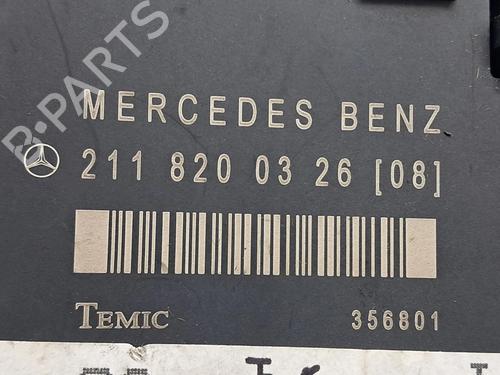 B-PARTS
MERCEDES BENZ
211 820 03 26 [08]
TEMIC 356801